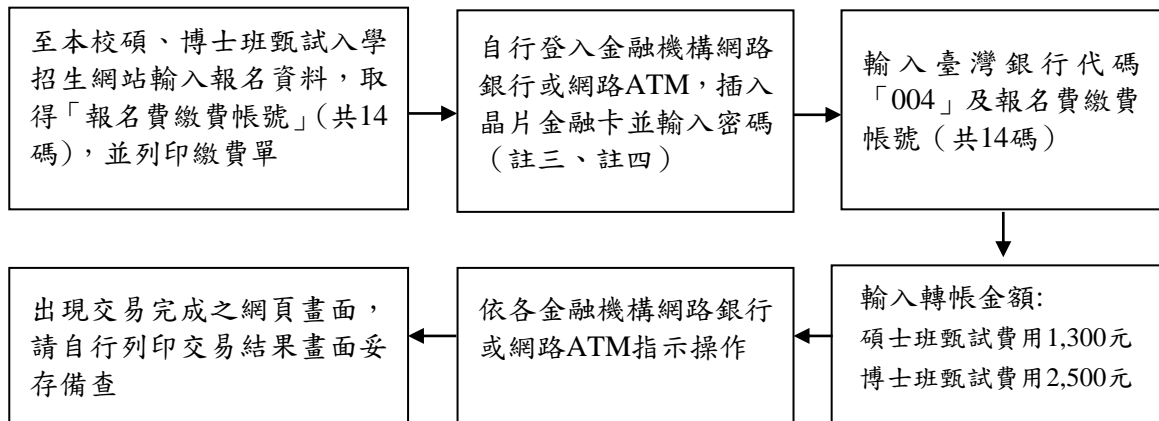 至本校碩、博士班甄試入學
招生網站輸入報名資料，取
得「報名費繳費帳號」（共14
碼），並列印繳費單
自行登入金融機構網路
銀行或網路ATM，插入
晶片金融卡並輸入密碼
（註三、註四）
輸入臺灣銀行代碼
「004」及報名費繳費
帳號（共14碼）
輸入轉帳金額:
碩士班甄試費用1,300元
博士班甄試費用2,500元
依各金融機構網路銀行
或網路ATM指示操作
出現交易完成之網頁畫面，
請自行列印交易結果畫面妥
存備查